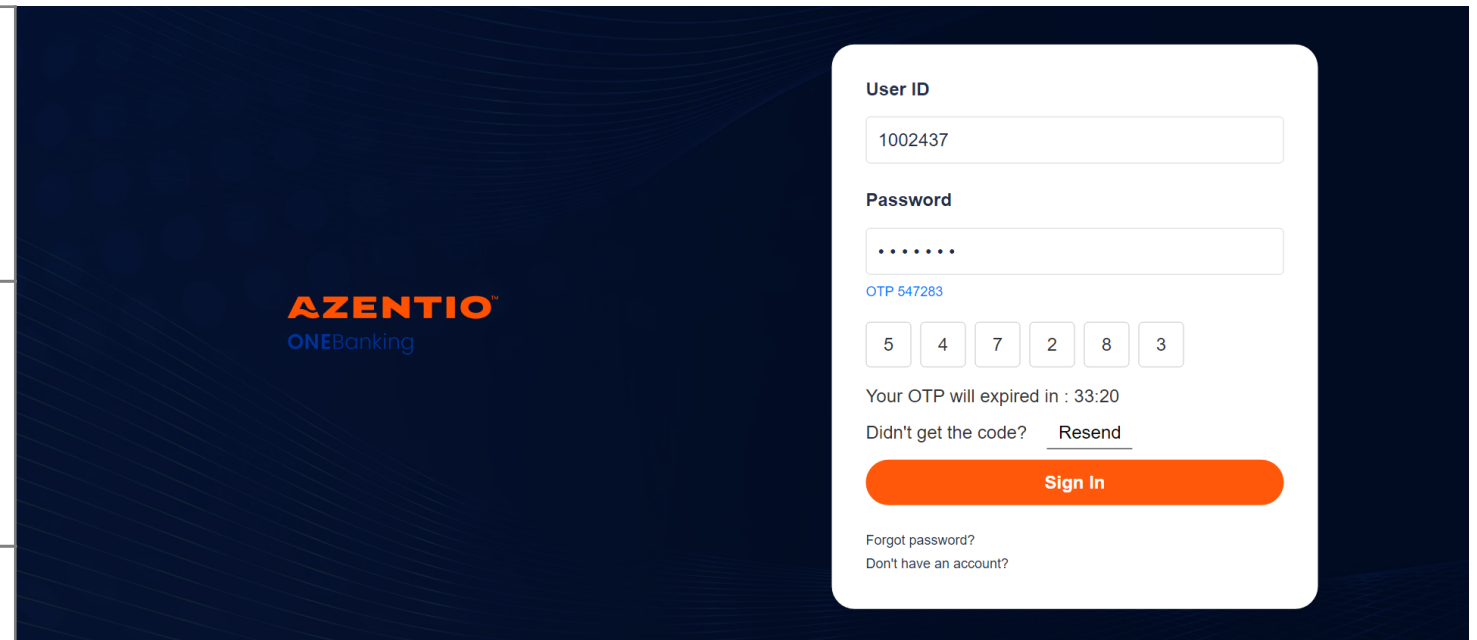 AZENTIO™
ONEBanking
User ID
1002437
Password
•••••••
OTP 547283
5 4 7 2 8 3
Your OTP will expired in : 33:20
Didn't get the code? Resend
Sign In
Forgot password?
Don't have an account?